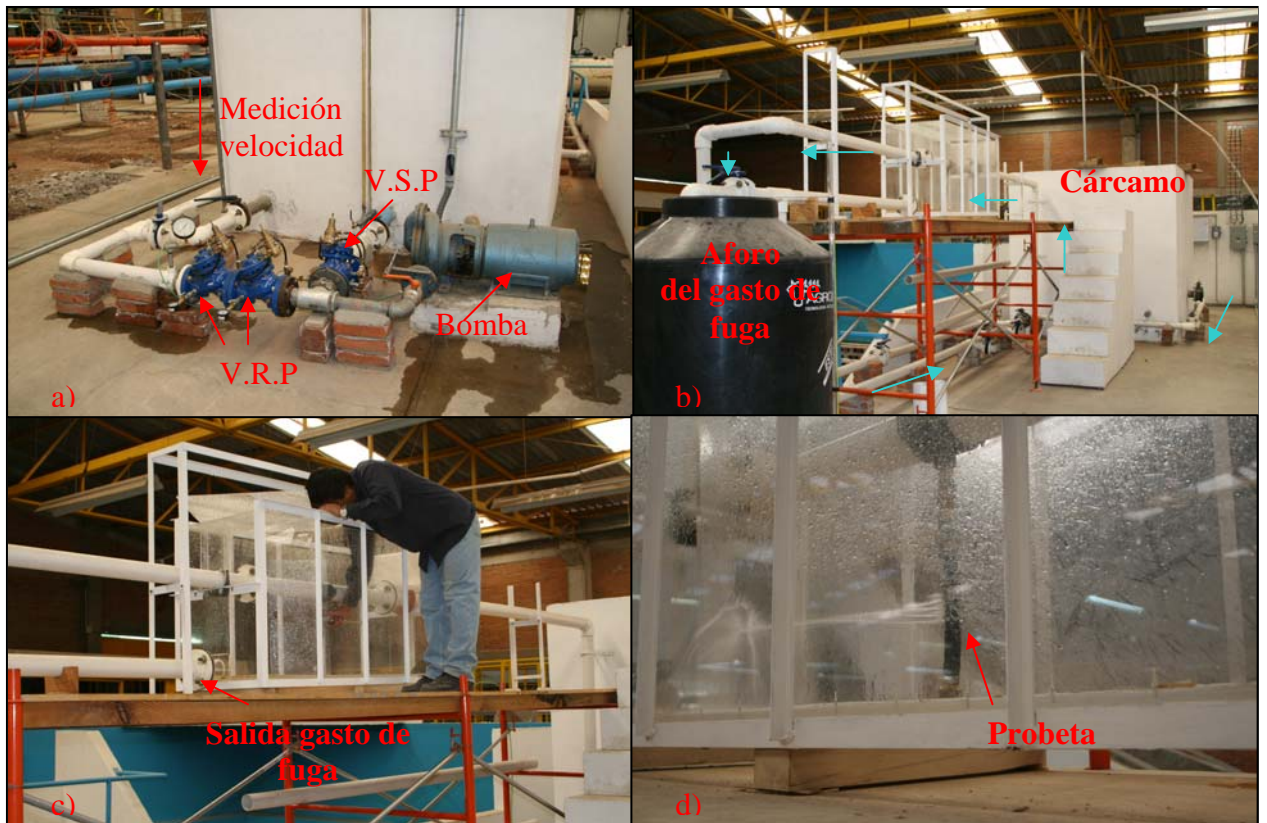 Medición
velocidad
V.S.P
Bomba
V.R.P
a)
Cárcamo
Aforo
del gasto de
fuga
b)
Salida gasto de
fuga
c)
Probeta
d)